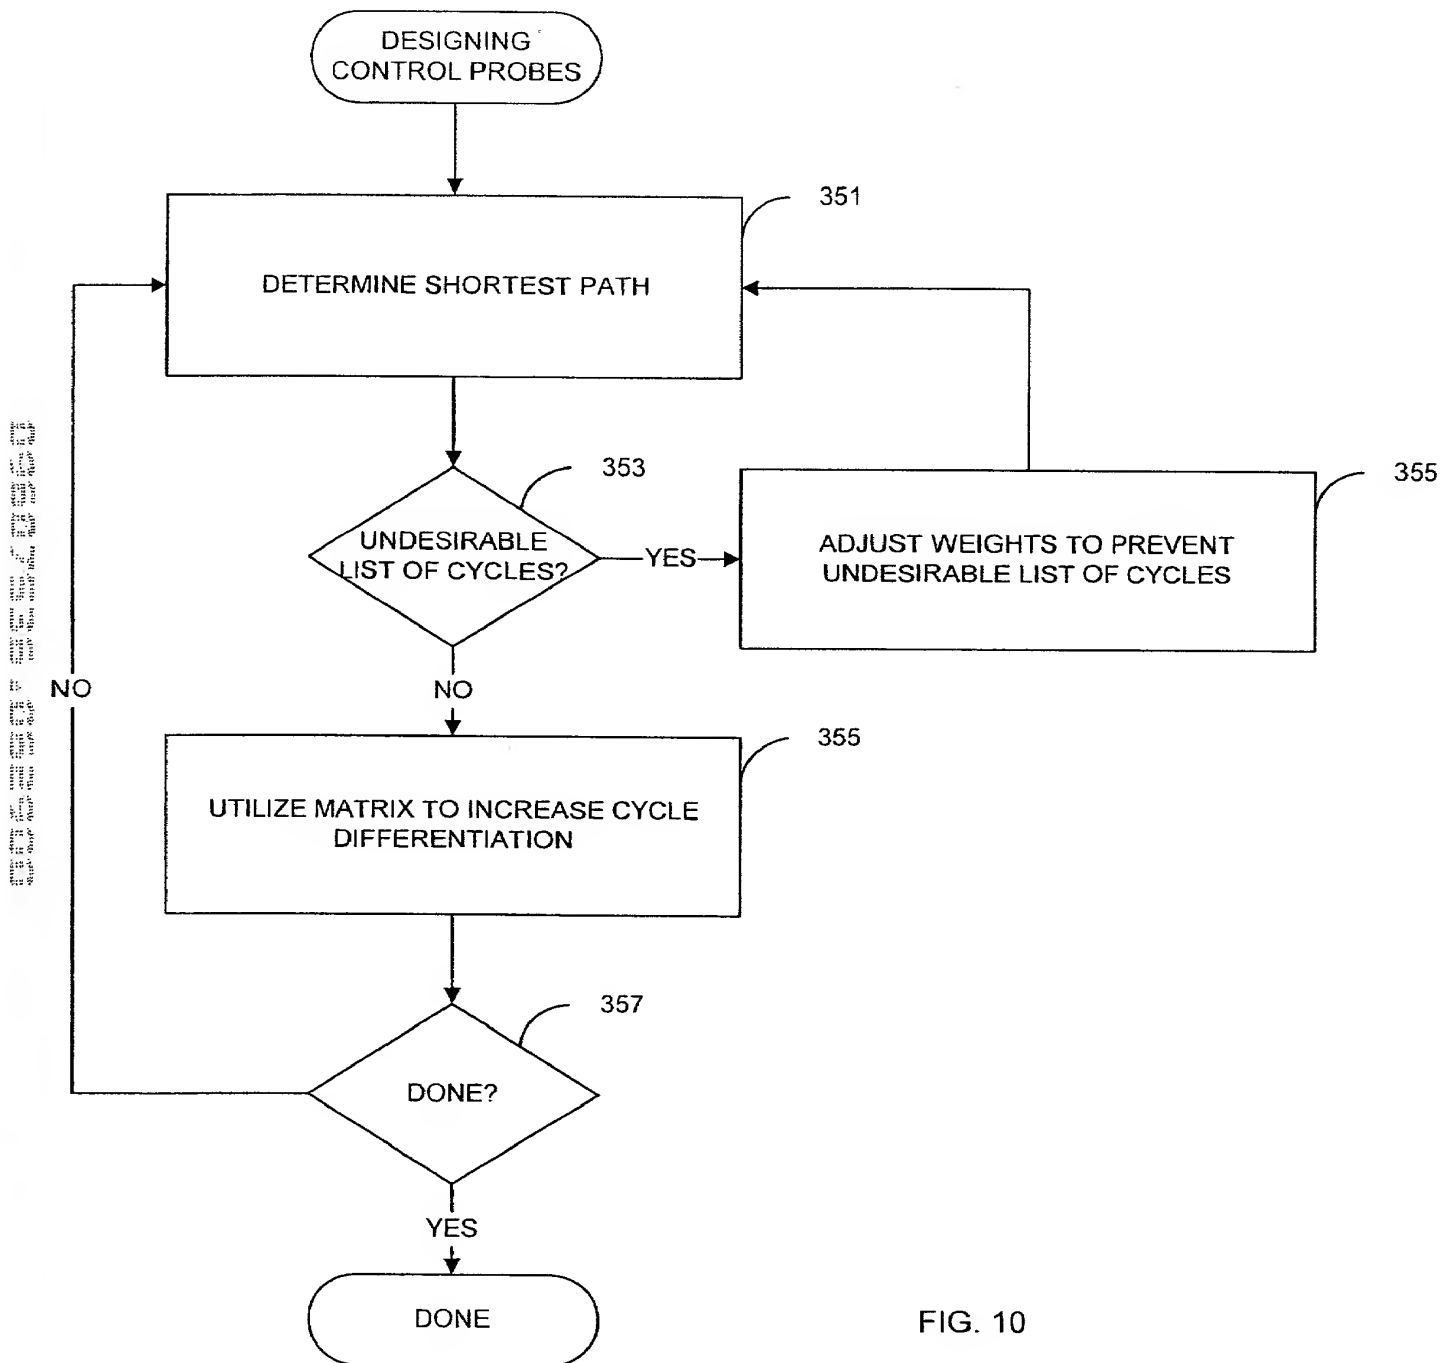 DESIGNING
CONTROL PROBES
351
DETERMINE SHORTEST PATH
353
355
UNDESIRABLE
LIST OF CYCLES?
YES
ADJUST WEIGHTS TO PREVENT
UNDESIRABLE LIST OF CYCLES
NO
NO
355
UTILIZE MATRIX TO INCREASE CYCLE
DIFFERENTIATION
357
DONE?
YES
DONE
FIG. 10